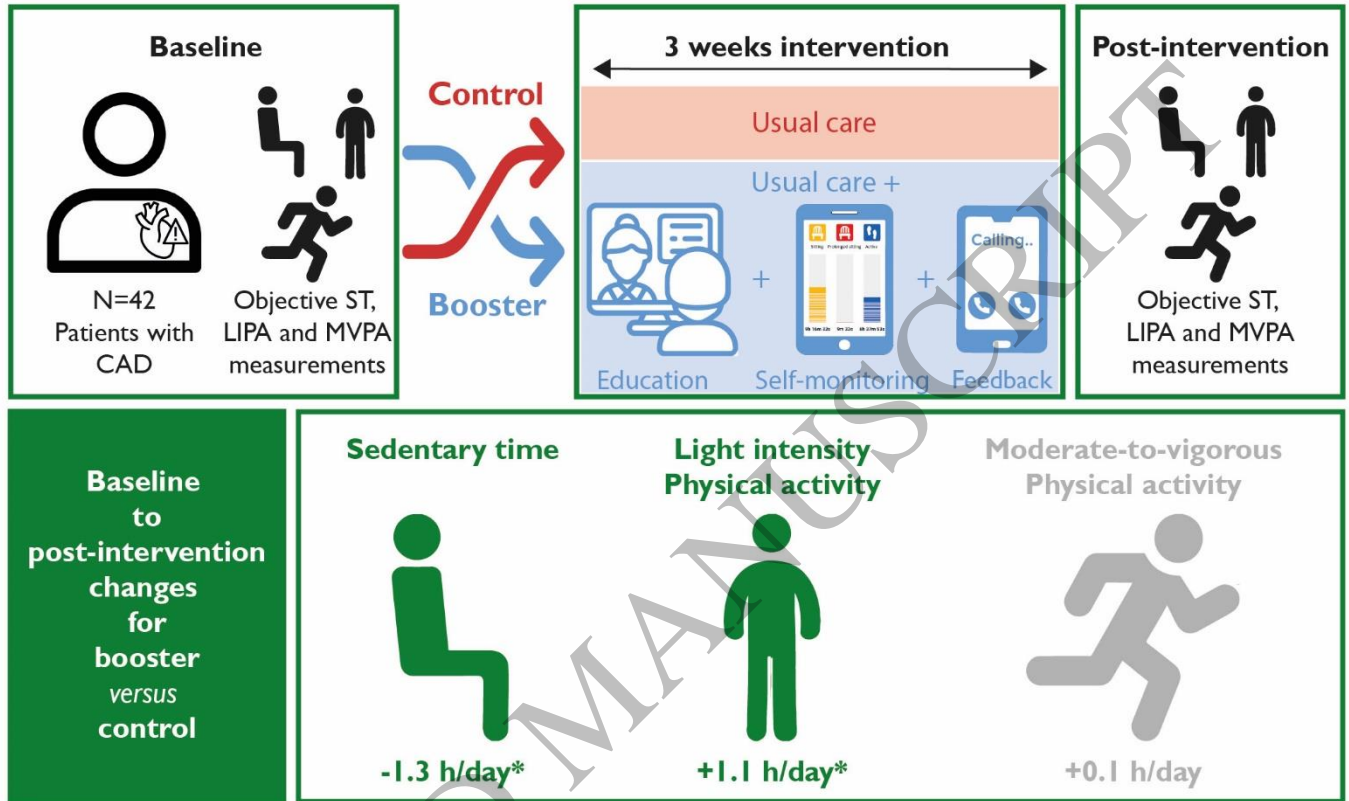 Baseline
N=42
Patients with
CAD
Objective ST,
LIPA and MVPA
measurements
Control
Booster
3 weeks intervention
Usual care
Usual care +
+
+
Calling..
Education
Self-monitoring
Feedback
Post-intervention
Objective ST,
LIPA and MVPA
measurements
Baseline
to
post-intervention
changes
for
booster
versus
control
Sedentary time
-1.3 h/day*
Light intensity
Physical activity
+1.1 h/day*
Moderate-to-vigorous
Physical activity
+0.1 h/day
D MANUSCRIPT